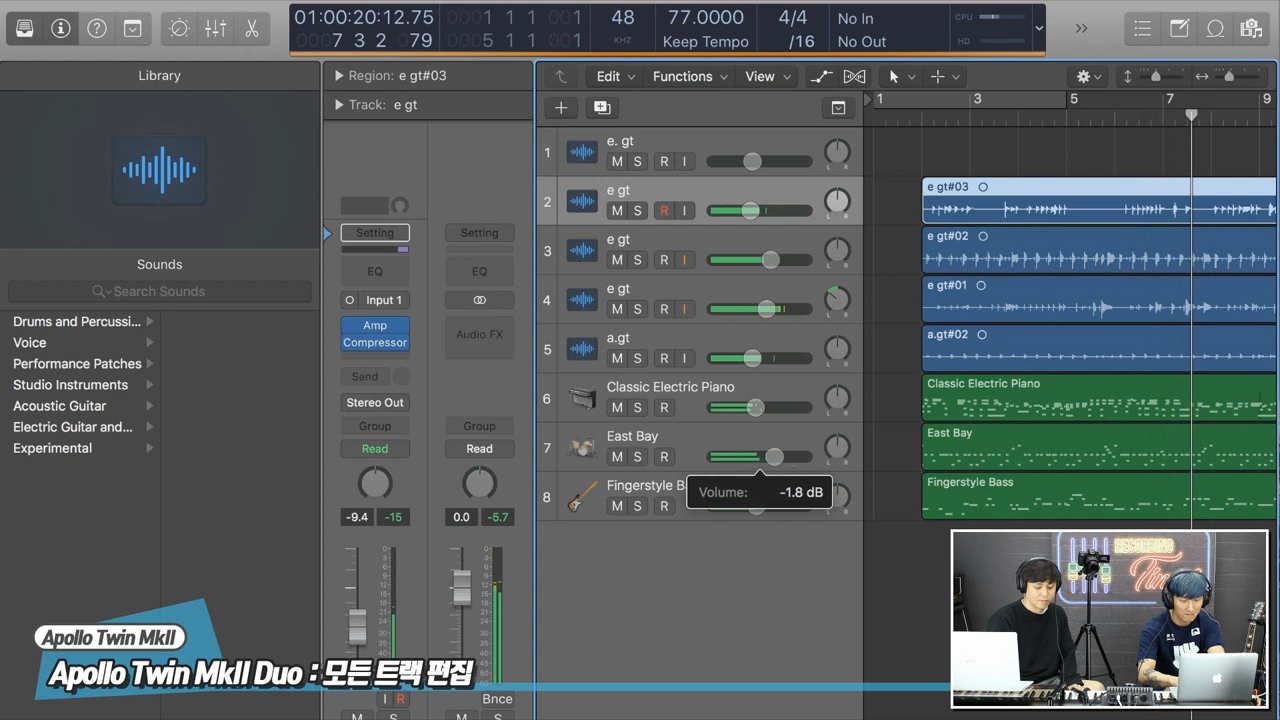 01:00:20:12.75
0001 1 1 001
48
77.0000
4/4
No In
CPU
007 3 2 079
0005 1 1 001
KHZ
Keep Tempo
/16
No Out
HD
Library
Region: e gt#03
Track: e gt
Edit
Functions
View
1
3
5
7
9
Sounds
Search Sounds
Drums and Percussi...
Voice
Performance Patches
Studio Instruments
Acoustic Guitar
Electric Guitar and...
Experimental
Setting
Setting
EQ
EQ
Input 1
Amp
Compressor
Audio FX
Send
Stereo Out
Group
Group
Read
Read
-9.4
-15
0.0
-5.7
I R
Bnce
M S
M S
1
e. gt
M S R I
L R
2
e gt
M S R I
L R
3
e gt
M S R I
L R
4
e gt
M S R I
L R
5
a.gt
M S R I
L R
6
Classic Electric Piano
M S R
L R
7
East Bay
M S R
L R
8
Fingerstyle B
M S R
R
Volume: -1.8 dB
e gt#03
e gt#02
e gt#01
a.gt#02
Classic Electric Piano
East Bay
Fingerstyle Bass
RECORDING
Time
Apollo Twin MkII
Apollo Twin MkII Duo : 모든 트랙 편집